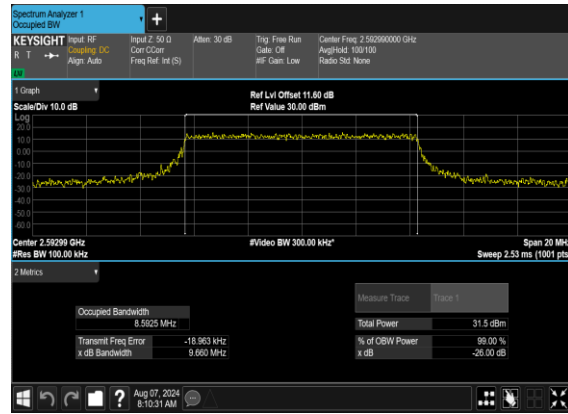 Spectrum Analyzer 1
Occupied BW
KEYSIGHT
R T
Input: RF
Coupling: DC
Align: Auto
Input Z: 50 Ω
Corr CCorr
Freq Ref: Int (S)
Atten: 30 dB
Trig: Free Run
Gate: Off
#IF Gain: Low
Center Freq: 2.592990000 GHz
Avg|Hold: 100/100
Radio Std: None
1 Graph
Scale/Div 10.0 dB
Ref Lvl Offset 11.60 dB
Ref Value 30.00 dBm
Log
20.0
10.0
0.00
-10.0
-20.0
-30.0
-40.0
-50.0
-60.0
Center 2.59299 GHz
#Res BW 100.00 kHz
#Video BW 300.00 kHz*
Span 20 MHz
Sweep 2.53 ms (1001 pts
2 Metrics
Measure Trace Trace 1
Occupied Bandwidth
8.5925 MHz
Total Power 31.5 dBm
Transmit Freq Error -18.963 kHz
% of OBW Power 99.00 %
x dB Bandwidth 9.660 MHz
x dB -26.00 dB
Aug 07, 2024
8:10:31 AM